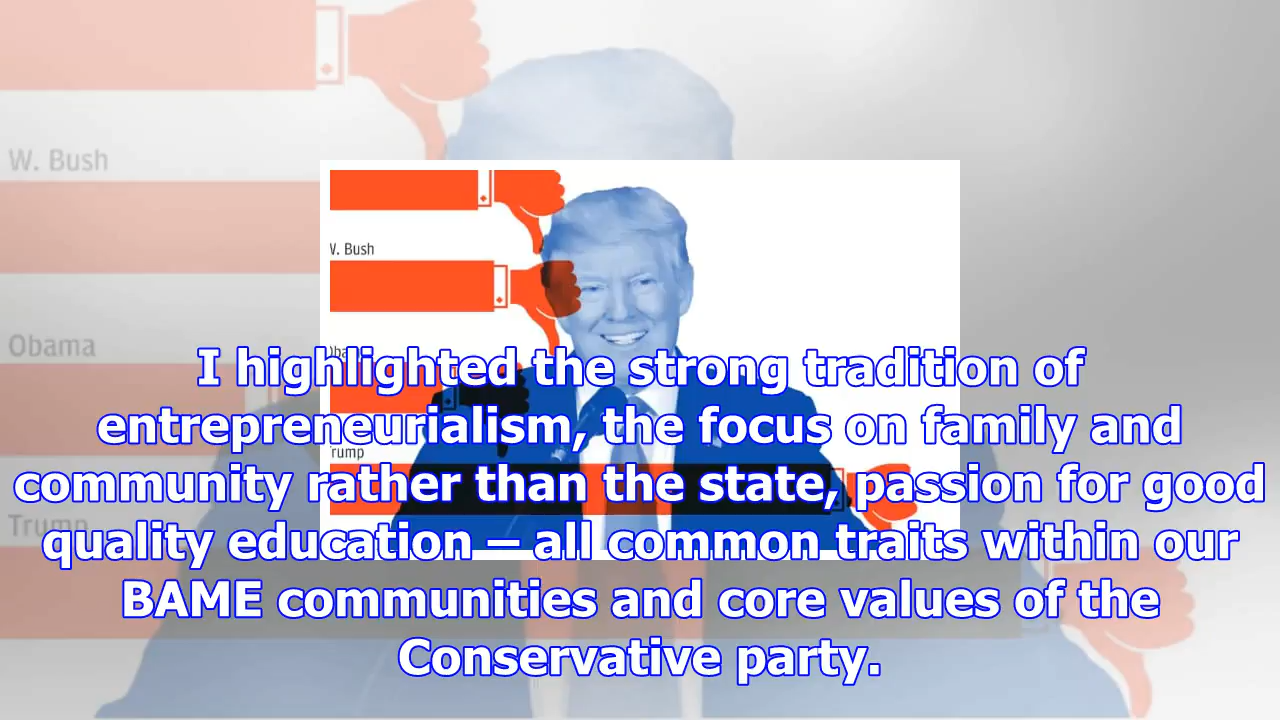 W. Bush
Obama
Trump
W. Bush
Obama
Trump
I highlighted the strong tradition of
entrepreneurialism, the focus on family and
community rather than the state, passion for good
quality education – all common traits within our
BAME communities and core values of the
Conservative party.